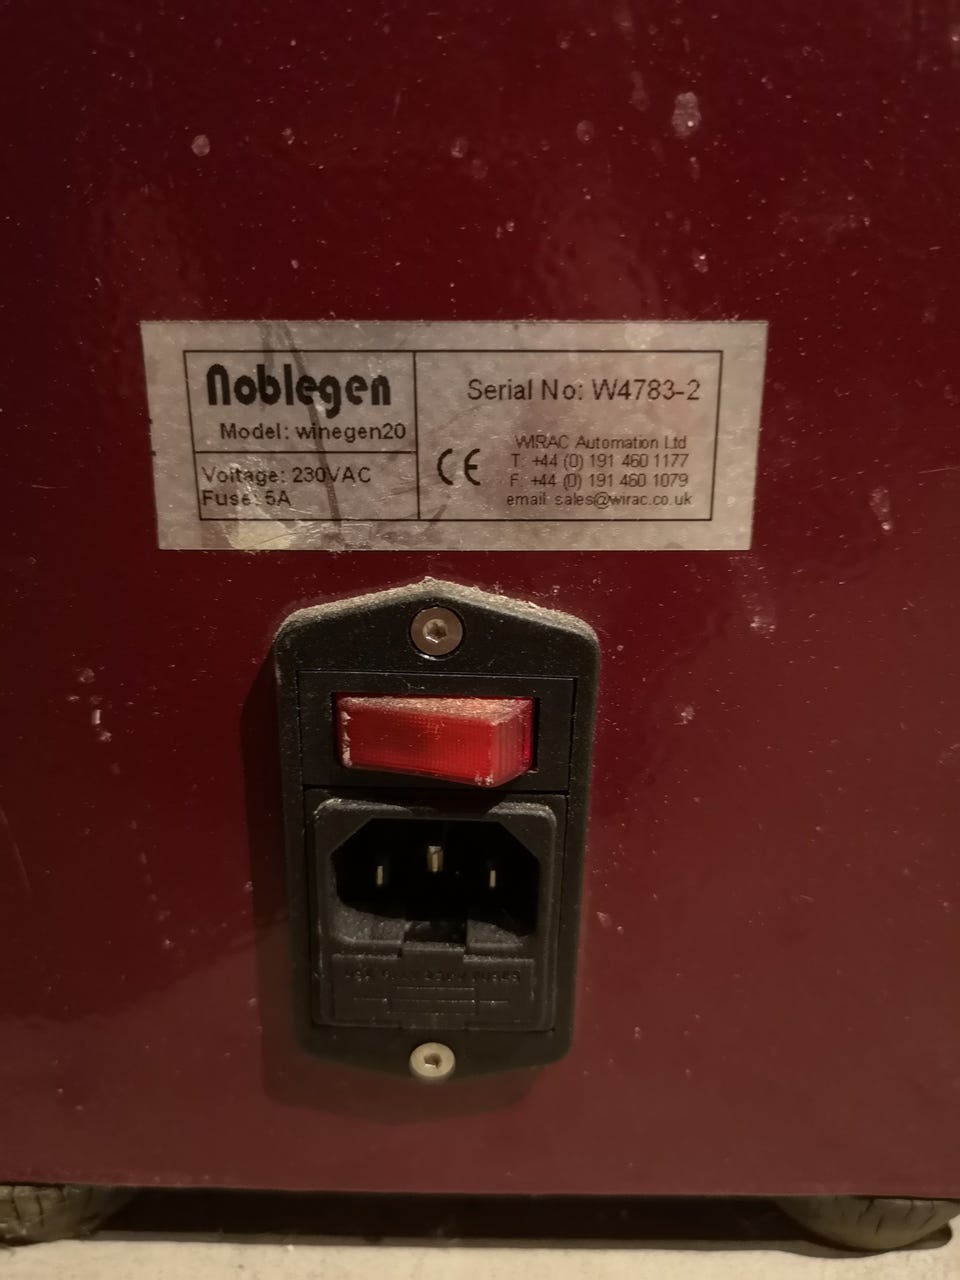 Noblegen
Model: winegen20
Voltage: 230VAC
Fuse: 5A
Serial No: W4783-2
CE
WIRAC Automation Ltd
T: +44 (0) 191 460 1177
F: +44 (0) 191 460 1079
email: sales@wirac.co.uk